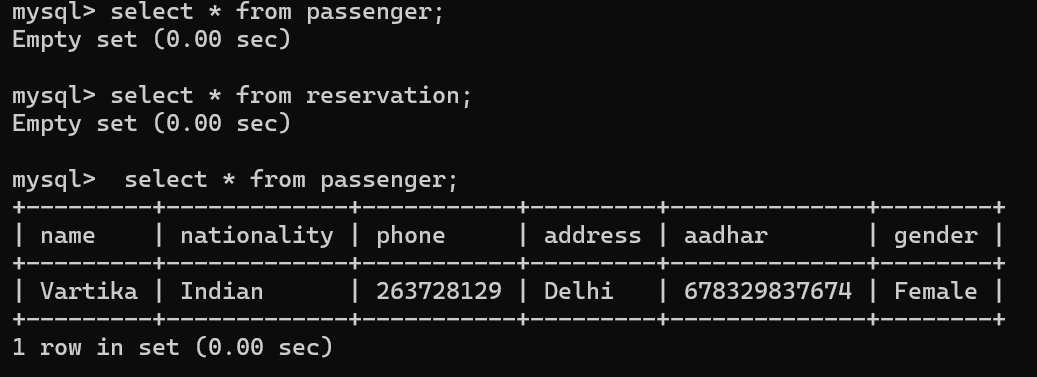 mysql> select * from passenger;
Empty set (0.00 sec)
mysql> select * from reservation;
Empty set (0.00 sec)
mysql>  select * from passenger;
+---------+-------------+-----------+---------+--------------+--------+
| name    | nationality | phone     | address | aadhar       | gender |
+---------+-------------+-----------+---------+--------------+--------+
| Vartika | Indian      | 263728129 | Delhi   | 678329837674 | Female |
+---------+-------------+-----------+---------+--------------+--------+
1 row in set (0.00 sec)